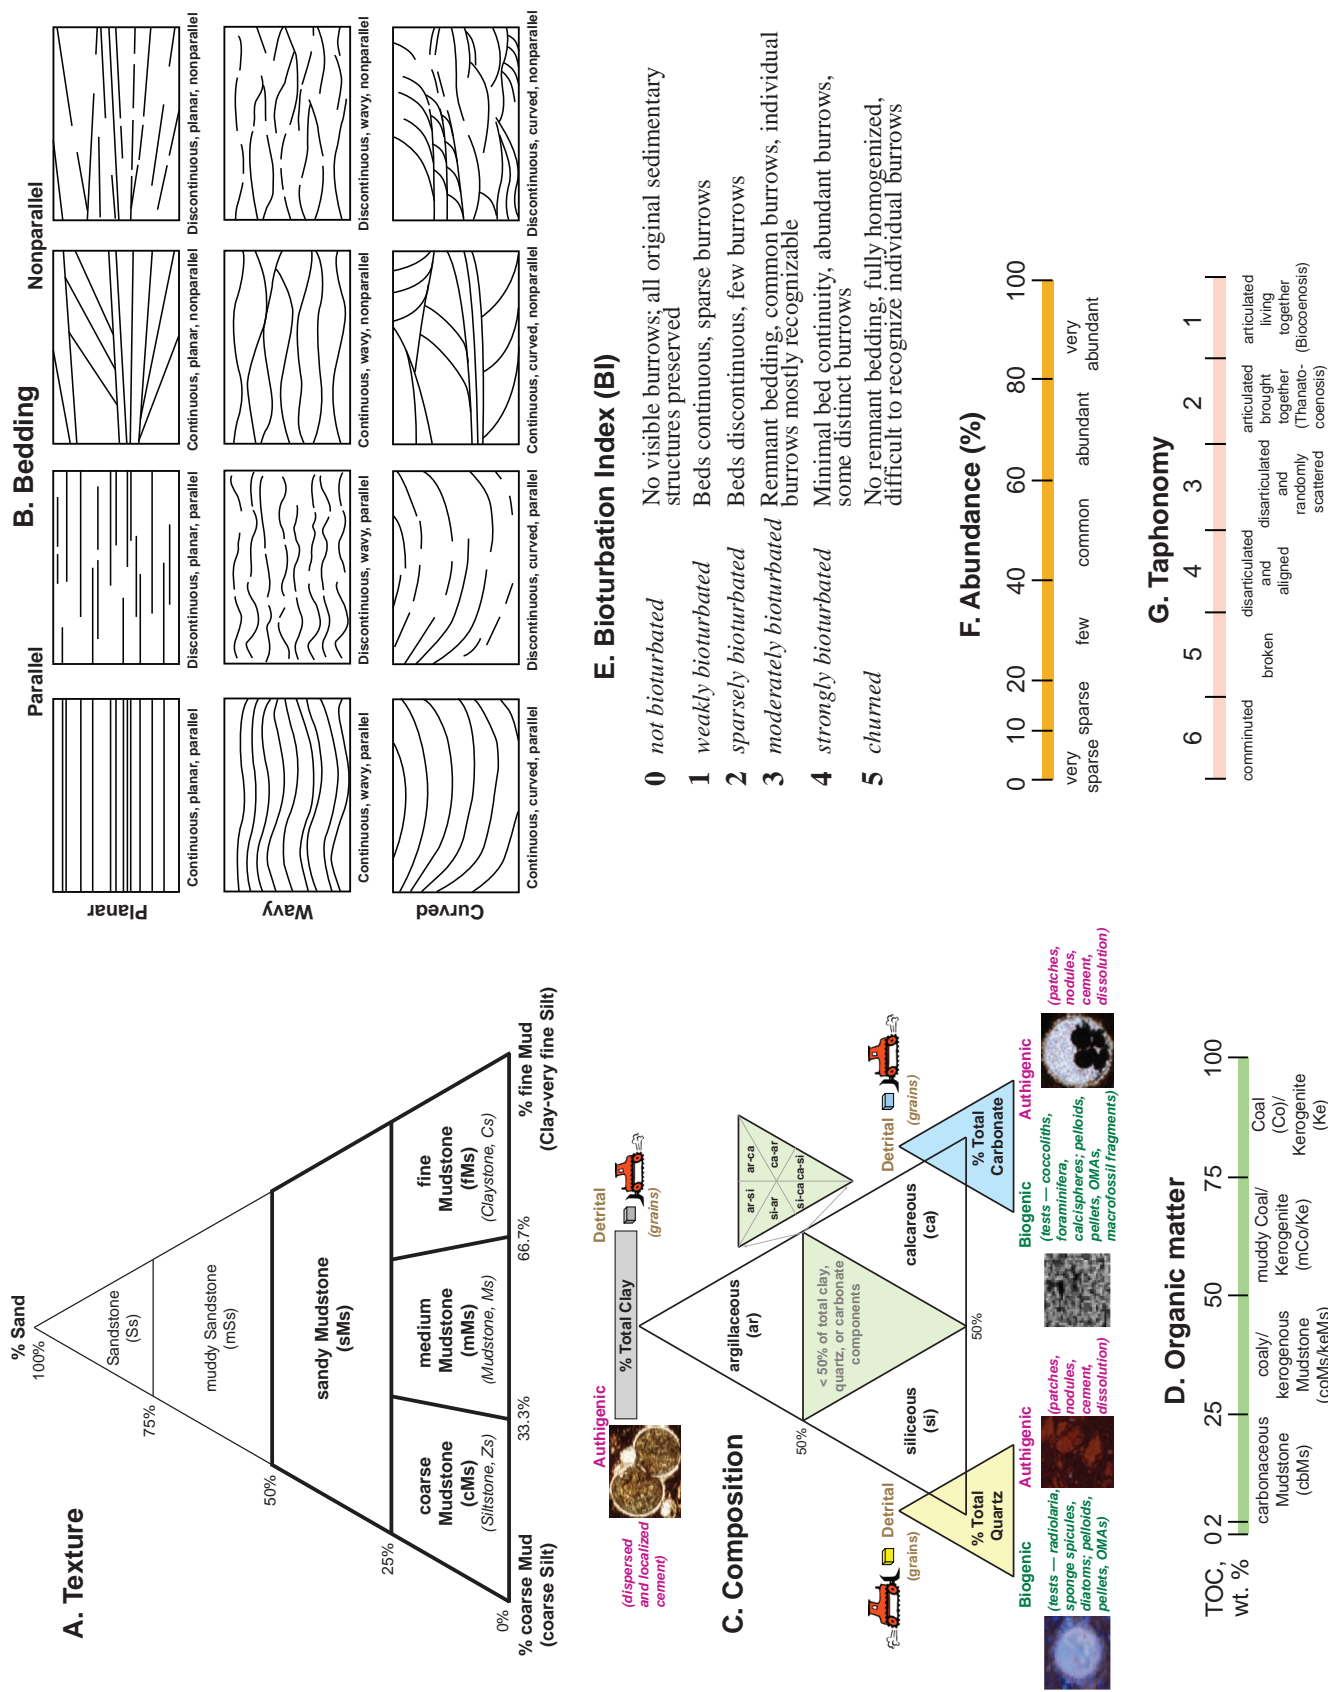 A. Texture
% Sand
100%
Sandstone
(Ss)
75%
muddy Sandstone
(mSs)
50%
sandy Mudstone
(sMs)
25%
coarse
Mudstone
(cMs)
(Siltstone, Zs)
medium
Mudstone
(mMs)
(Mudstone, Ms)
fine
Mudstone
(fMs)
(Claystone, Cs)
0%
33.3%
66.7%
% coarse Mud
(coarse Silt)
% fine Mud
(Clay-very fine Silt)
B. Bedding
Parallel
Nonparallel
Planar
Continuous, planar, parallel
Discontinuous, planar, parallel
Continuous, planar, nonparallel
Discontinuous, planar, nonparallel
Wavy
Continuous, wavy, parallel
Discontinuous, wavy, parallel
Continuous, wavy, nonparallel
Discontinuous, wavy, nonparallel
Curved
Continuous, curved, parallel
Discontinuous, curved, parallel
Continuous, curved, nonparallel
Discontinuous, curved, nonparallel
C. Composition
Authigenic
(dispersed
and localized
cement)
% Total Clay
Detrital
(grains)
argillaceous
(ar)
50%
< 50% of total clay,
quartz, or carbonate
components
ar-si
ar-ca
si-ar
ca-ar
si-ca
ca-si
siliceous
(si)
calcareous
(ca)
50%
Detrital
(grains)
% Total
Quartz
Biogenic
(tests — radiolaria,
sponge spicules,
diatoms; pelloids,
pellets, OMAs)
Authigenic
(patches,
nodules,
cement,
dissolution)
Detrital
(grains)
% Total
Carbonate
Biogenic
(tests — coccoliths,
foraminifera,
calcispheres; pelloids,
pellets, OMAs,
macrofossil fragments)
Authigenic
(patches,
nodules,
cement,
dissolution)
D. Organic matter
TOC,
wt. %
0 2 25 50 75 100
carbonaceous
Mudstone
(cbMs)
coaly/
kerogenous
Mudstone
(coMs/keMs)
muddy Coal/
Kerogenite
(mCo/Ke)
Coal
(Co)/
Kerogenite
(Ke)
E. Bioturbation Index (BI)
0 not bioturbated No visible burrows; all original sedimentary
structures preserved
1 weakly bioturbated Beds continuous, sparse burrows
2 sparsely bioturbated Beds discontinuous, few burrows
3 moderately bioturbated Remnant bedding, common burrows, individual
burrows mostly recognizable
4 strongly bioturbated Minimal bed continuity, abundant burrows,
some distinct burrows
5 churned No remnant bedding, fully homogenized,
difficult to recognize individual burrows
F. Abundance (%)
0 10 20 40 60 80 100
very
sparse
sparse
few
common
abundant
very
abundant
G. Taphonomy
6 5 4 3 2 1
comminuted
broken
disarticulated
and
aligned
disarticulated
and
randomly
scattered
articulated
brought
together
(Thanato-
coenosis)
articulated
living
together
(Biocoenosis)